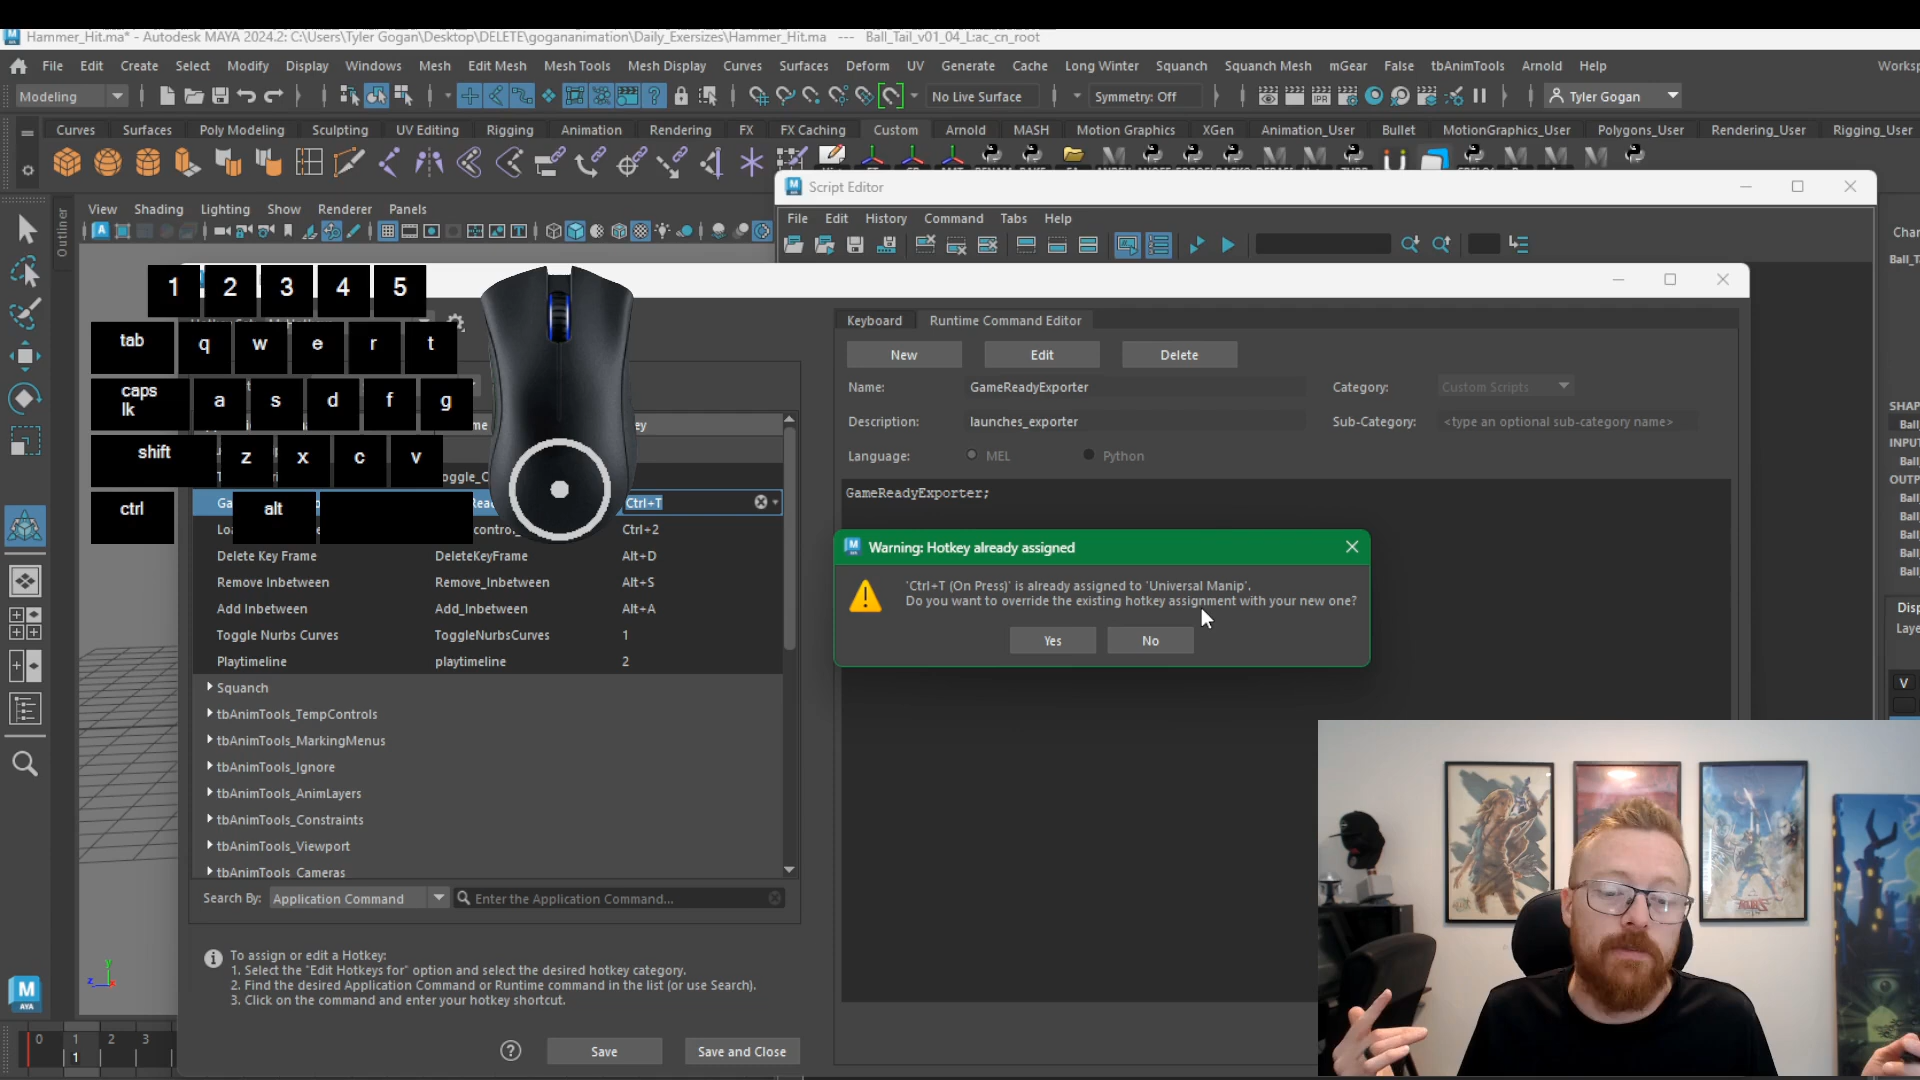 Hammer_Hit.ma* - Autodesk MAYA 2024.2: C:\Users\Tyler Gogan\Desktop\DELETE\gogananimation\Daily_Exersizes\Hammer_Hit.ma --- Ball_Tail_v01_04_L:ac_cn_root
File Edit Create Select Modify Display Windows Mesh Edit Mesh Mesh Tools Mesh Display Curves Surfaces Deform UV Generate Cache Long Winter Squanch Squanch Mesh mGear False tbAnimTools Arnold Help
Modeling No Live Surface Symmetry: Off Tyler Gogan
Curves Surfaces Poly Modeling Sculpting UV Editing Rigging Animation Rendering FX FX Caching Custom Arnold MASH Motion Graphics XGen Animation_User Bullet MotionGraphics_User Polygons_User Rendering_User Rigging_User
IPR
Script Editor
View Shading Lighting Show Renderer Panels
File Edit History Command Tabs Help
Outliner
1 2 3 4 5
tab q w e r t
caps lk a s d f g
shift z x c v
ctrl alt
Ctrl+T
Ctrl+2
Delete Key Frame DeleteKeyFrame Alt+D
Remove Inbetween Remove_Inbetween Alt+S
Add Inbetween Add_Inbetween Alt+A
Toggle Nurbs Curves ToggleNurbsCurves 1
Playtimeline playtimeline 2
Squanch
tbAnimTools_TempControls
tbAnimTools_MarkingMenus
tbAnimTools_Ignore
tbAnimTools_AnimLayers
tbAnimTools_Constraints
tbAnimTools_Viewport
tbAnimTools_Cameras
Search By: Application Command Enter the Application Command...
To assign or edit a Hotkey:
1. Select the "Edit Hotkeys for" option and select the desired hotkey category.
2. Find the desired Application Command or Runtime command in the list (or use Search).
3. Click on the command and enter your hotkey shortcut.
Save Save and Close
Keyboard Runtime Command Editor
New Edit Delete
Name: GameReadyExporter Category: Custom Scripts
Description: launches_exporter Sub-Category: <type an optional sub-category name>
Language: MEL Python
GameReadyExporter;
Warning: Hotkey already assigned
'Ctrl+T (On Press)' is already assigned to 'Universal Manip'.
Do you want to override the existing hotkey assignment with your new one?
Yes No
V
z y
M
AYA
0 1 2 3
1